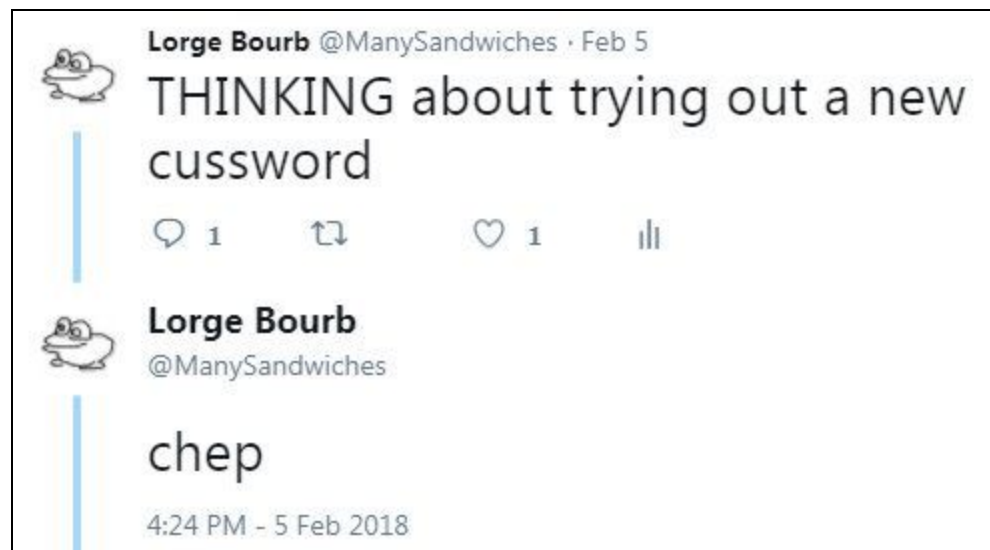 Lorge Bourb @ManySandwiches · Feb 5
THINKING about trying out a new
cussword
1 1
Lorge Bourb
@ManySandwiches
chep
4:24 PM - 5 Feb 2018